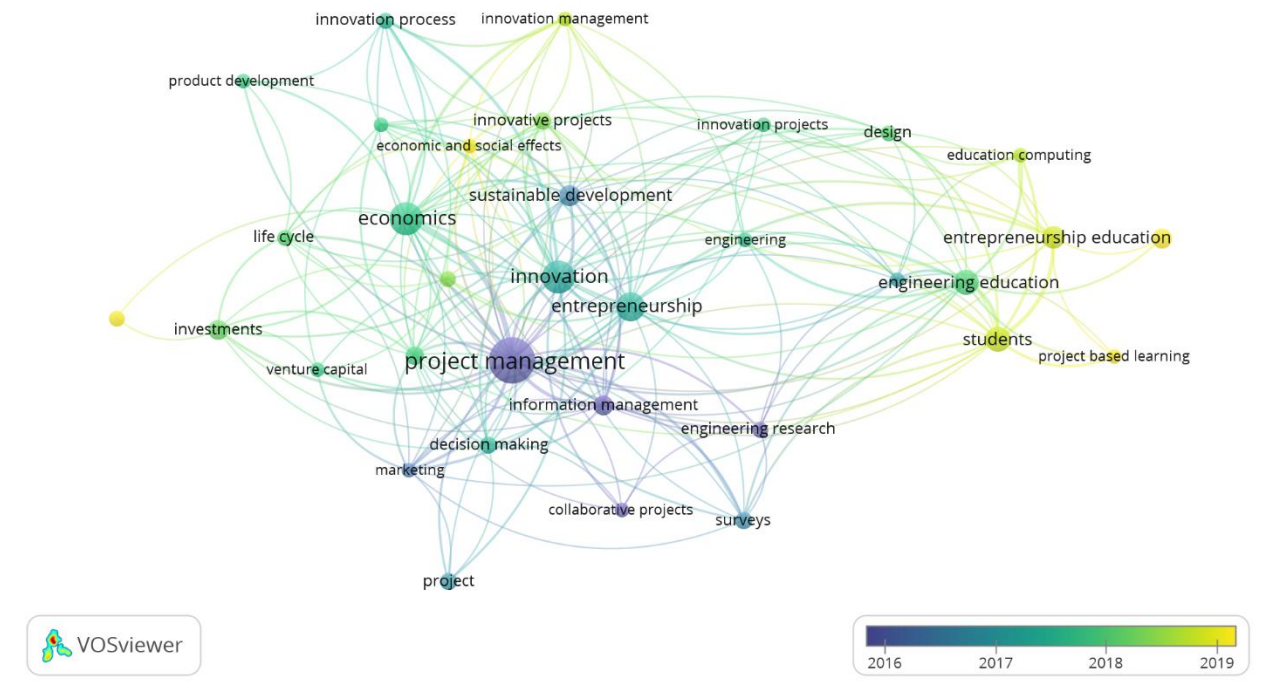 innovation process
innovation management
product development
innovative projects
innovation projects
design
economic and social effects
education computing
sustainable development
economics
life cycle
engineering
entrepreneurship education
innovation
engineering education
entrepreneurship
investments
students
project management
project based learning
venture capital
information management
engineering research
decision making
marketing
collaborative projects
surveys
project
VOSviewer
2016
2017
2018
2019